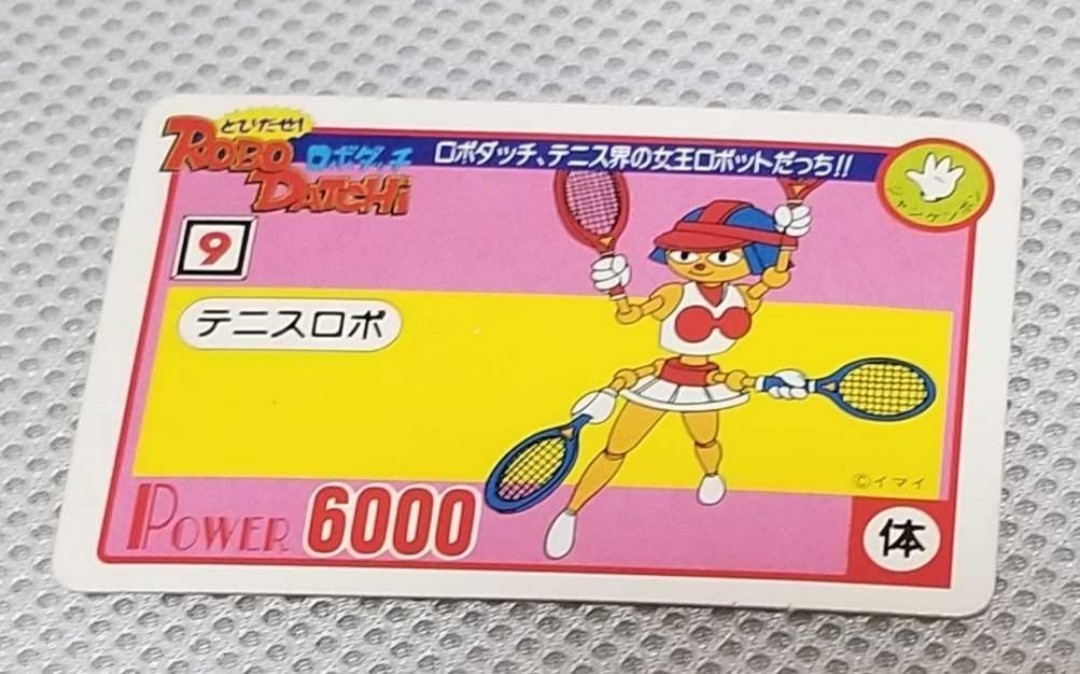 とびだせ!
ROBO
DATCHi
ロボダッチ
ロボダッチ、テニス界の女王ロボットだっち!!
ジャンケンポン
9
テニスロボ
©イマイ
POWER 6000
体